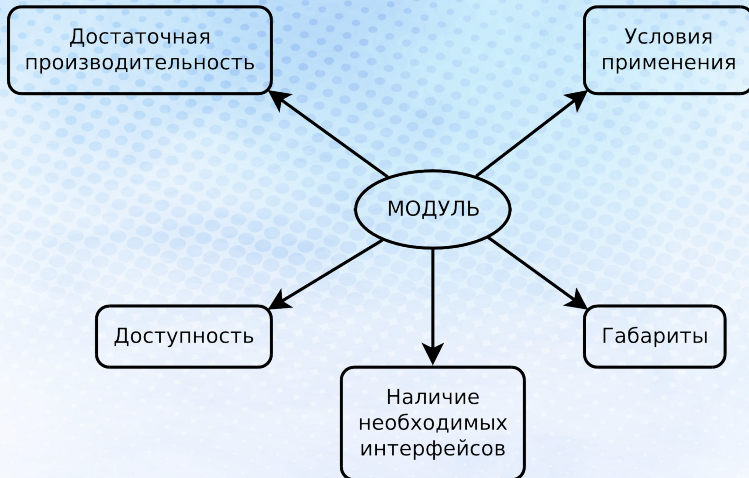 Достаточная
производительность
Условия
применения
МОДУЛЬ
Доступность
Габариты
Наличие
необходимых
интерфейсов